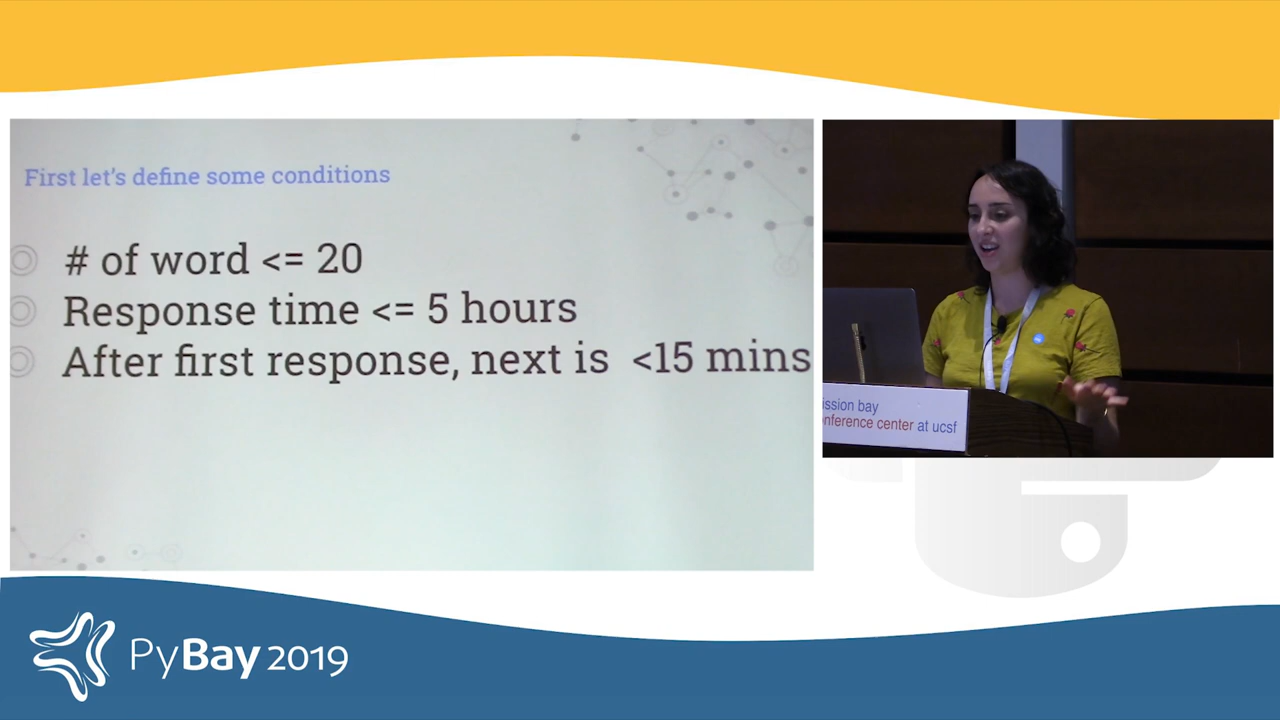 First let's define some conditions
# of word <= 20
Response time <= 5 hours
After first response, next is <15 mins
ission bay
nference center at ucsf
PyBay 2019